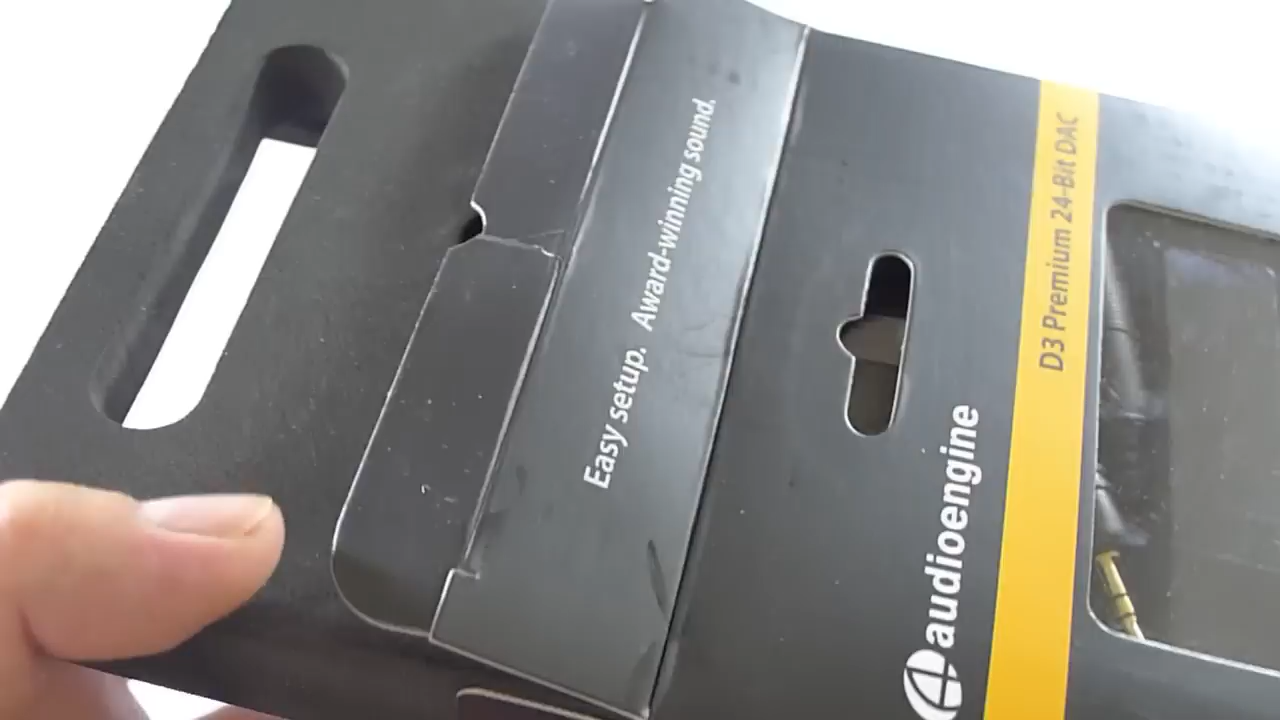 Easy setup. Award-winning sound.
audioengine
D3 Premium 24-Bit DAC